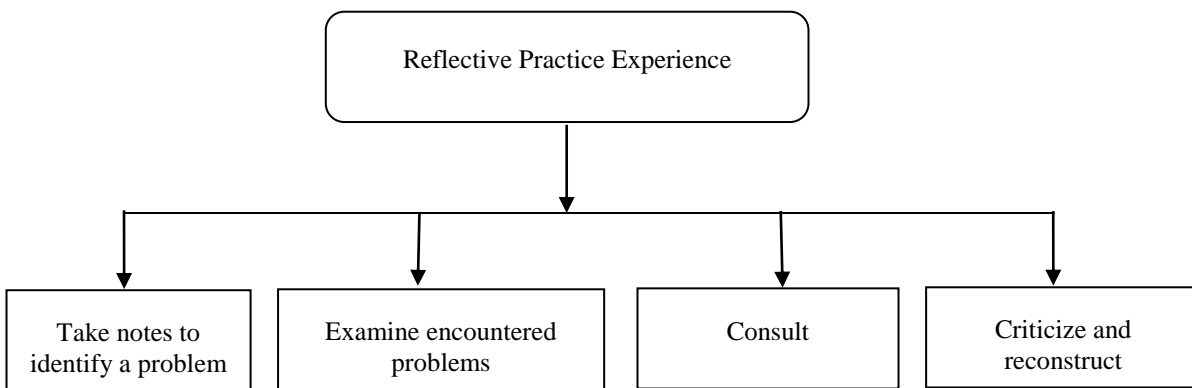 Reflective Practice Experience
Take notes to
identify a problem
Examine encountered
problems
Consult
Criticize and
reconstruct